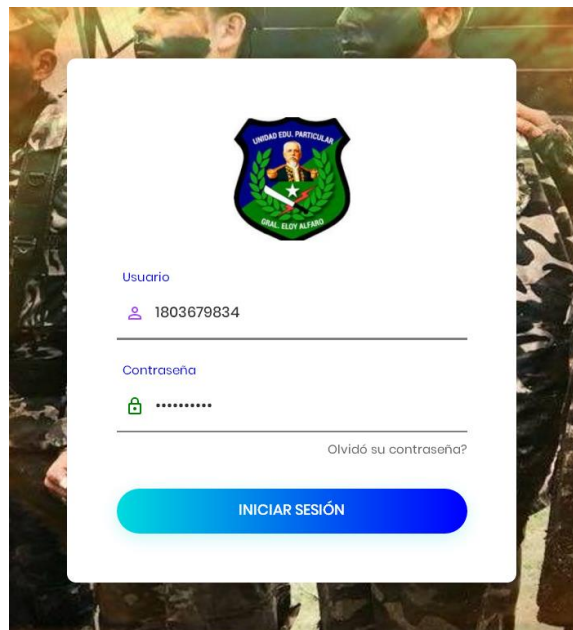 UNIDAD EDU. PARTICULAR
GRAL. ELOY ALFARO
Usuario
1803679834
Contraseña
••••••••••
Olvidó su contraseña?
INICIAR SESIÓN